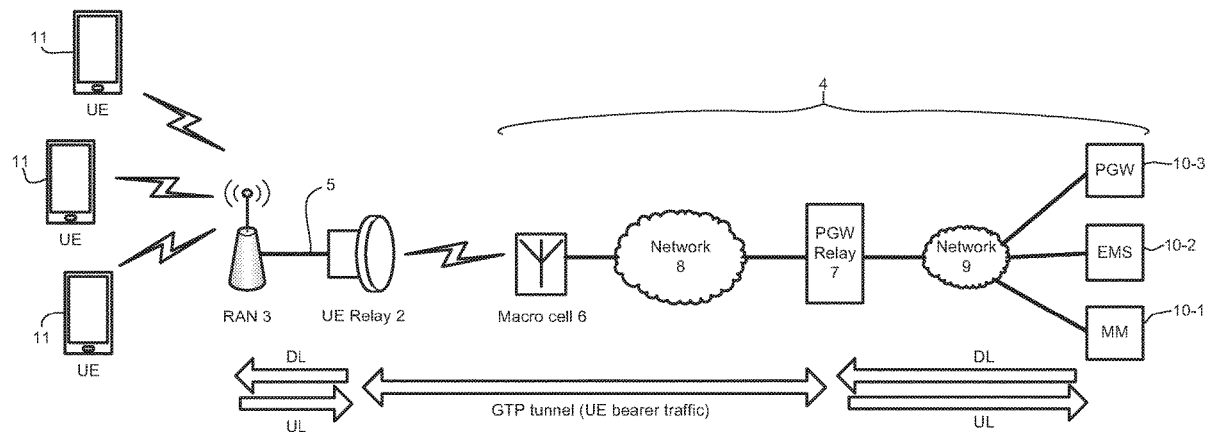 11
UE
4
11
UE
5
PGW
10-3
Network
8
PGW
Relay
7
Network
9
EMS
10-2
11
UE
RAN 3
UE Relay 2
Macro cell 6
MM
10-1
DL
UL
GTP tunnel (UE bearer traffic)
DL
UL